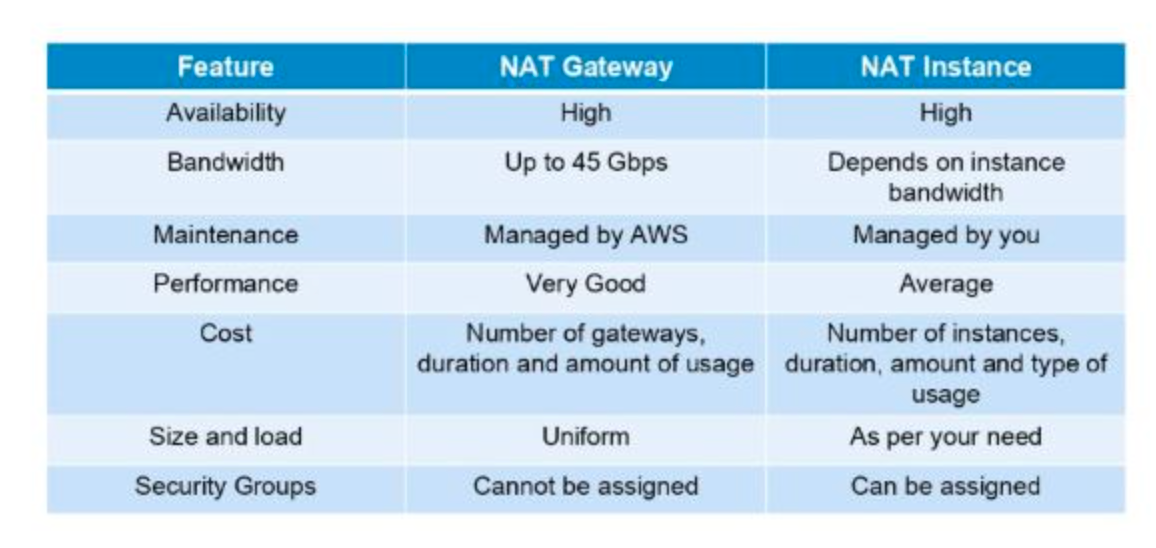 Feature NAT Gateway NAT Instance
Availability High High
Bandwidth Up to 45 Gbps Depends on instance
bandwidth
Maintenance Managed by AWS Managed by you
Performance Very Good Average
Cost Number of gateways, Number of instances,
duration and amount of usage duration, amount and type of
usage
Size and load Uniform As per your need
Security Groups Cannot be assigned Can be assigned